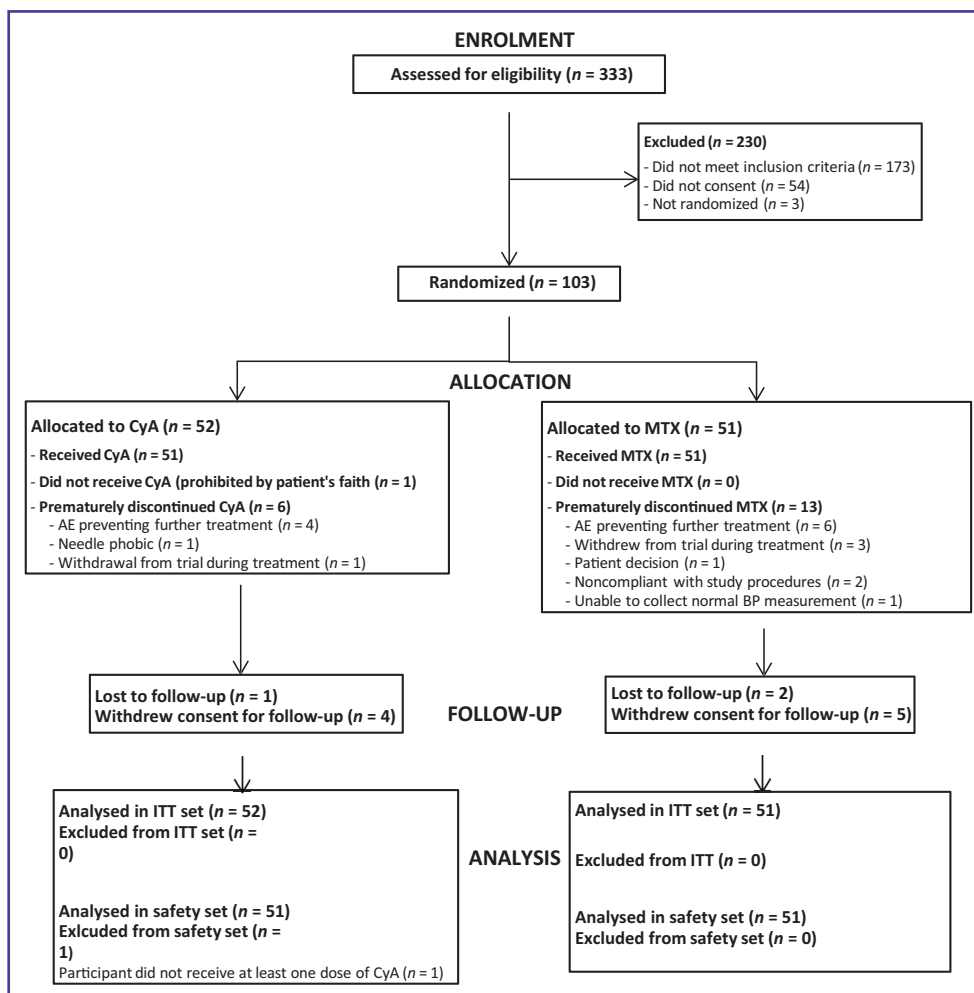 ENROLMENT
Assessed for eligibility (n = 333)
Excluded (n = 230)
- Did not meet inclusion criteria (n = 173)
- Did not consent (n = 54)
- Not randomized (n = 3)
Randomized (n = 103)
ALLOCATION
Allocated to CyA (n = 52)
- Received CyA (n = 51)
- Did not receive CyA (prohibited by patient's faith (n = 1)
- Prematurely discontinued CyA (n = 6)
- AE preventing further treatment (n = 4)
- Needle phobic (n = 1)
- Withdrawal from trial during treatment (n = 1)
Allocated to MTX (n = 51)
- Received MTX (n = 51)
- Did not receive MTX (n = 0)
- Prematurely discontinued MTX (n = 13)
- AE preventing further treatment (n = 6)
- Withdrew from trial during treatment (n = 3)
- Patient decision (n = 1)
- Noncompliant with study procedures (n = 2)
- Unable to collect normal BP measurement (n = 1)
Lost to follow-up (n = 1)
Withdrew consent for follow-up (n = 4)
FOLLOW-UP
Lost to follow-up (n = 2)
Withdrew consent for follow-up (n = 5)
Analysed in ITT set (n = 52)
Excluded from ITT set (n =
0)
Analysed in safety set (n = 51)
Exlcuded from safety set (n =
1)
Participant did not receive at least one dose of CyA (n = 1)
ANALYSIS
Analysed in ITT set (n = 51)
Excluded from ITT (n = 0)
Analysed in safety set (n = 51)
Excluded from safety set (n = 0)